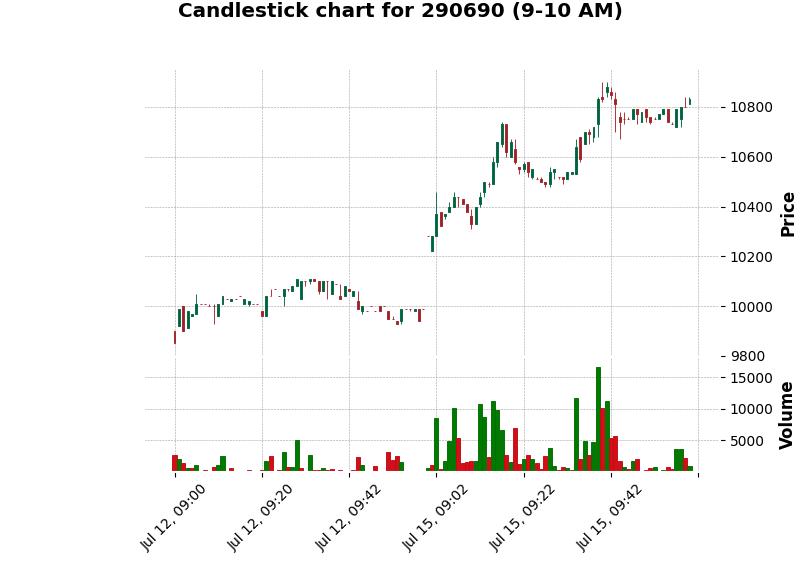 Candlestick chart for 290690 (9-10 AM)
10800
10600
10400
10200
10000
9800
Price
15000
10000
5000
Volume
Jul 12, 09:00
Jul 12, 09:20
Jul 12, 09:42
Jul 15, 09:02
Jul 15, 09:22
Jul 15, 09:42